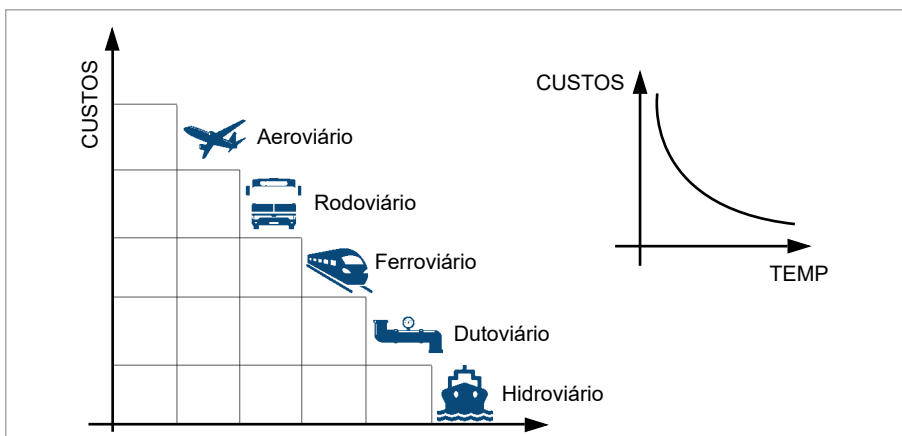 CUSTOS
Aeroviário
Rodoviário
Ferroviário
Dutoviário
Hidroviário
CUSTOS
TEMP